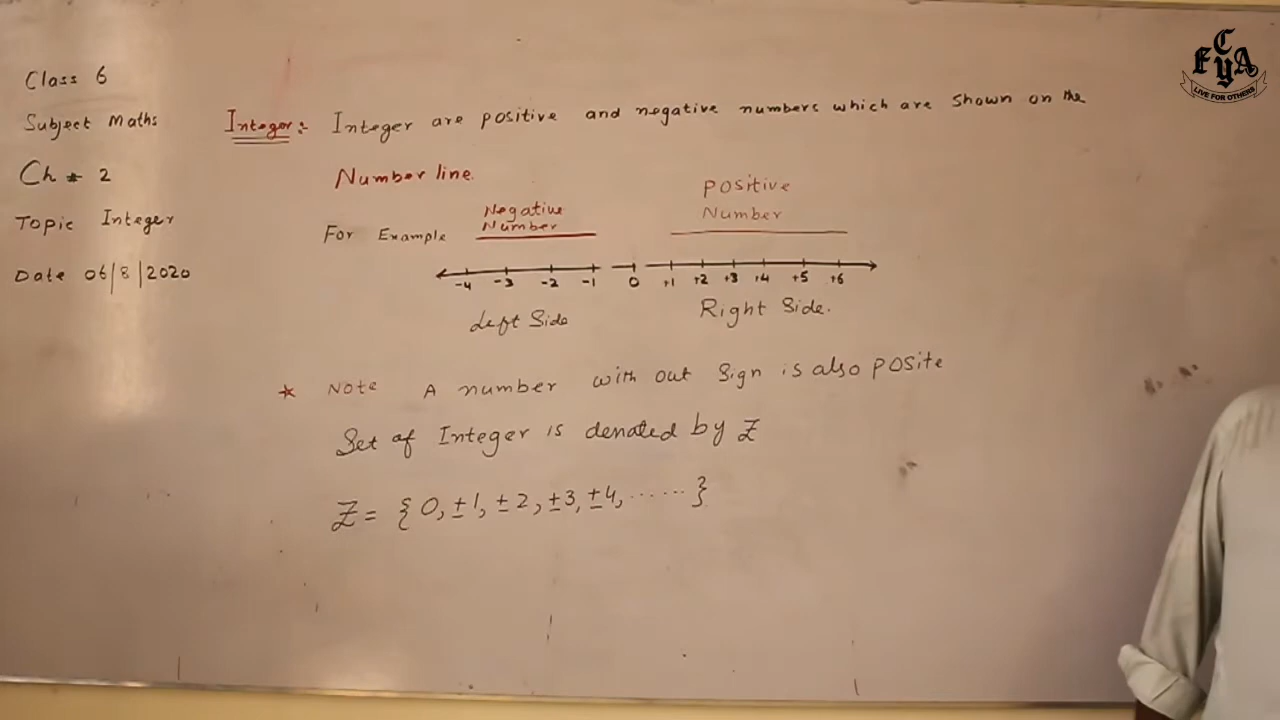 Class 6
Subject Maths
Ch # 2
Topic Integer
Date 06/8/2020
Integer:- Integer are positive and negative numbers which are shown on the
Number line.
For Example
Negative
Number
Positive
Number
-4 -3 -2 -1 0 +1 +2 +3 +4 +5 +6
Left Side
Right Side.
* Note A number with out Sign is also posite
Set of Integer is denated by Z
Z = {0, ±1, ±2, ±3, ±4, ......}
ECYA
LIVE FOR OTHERS